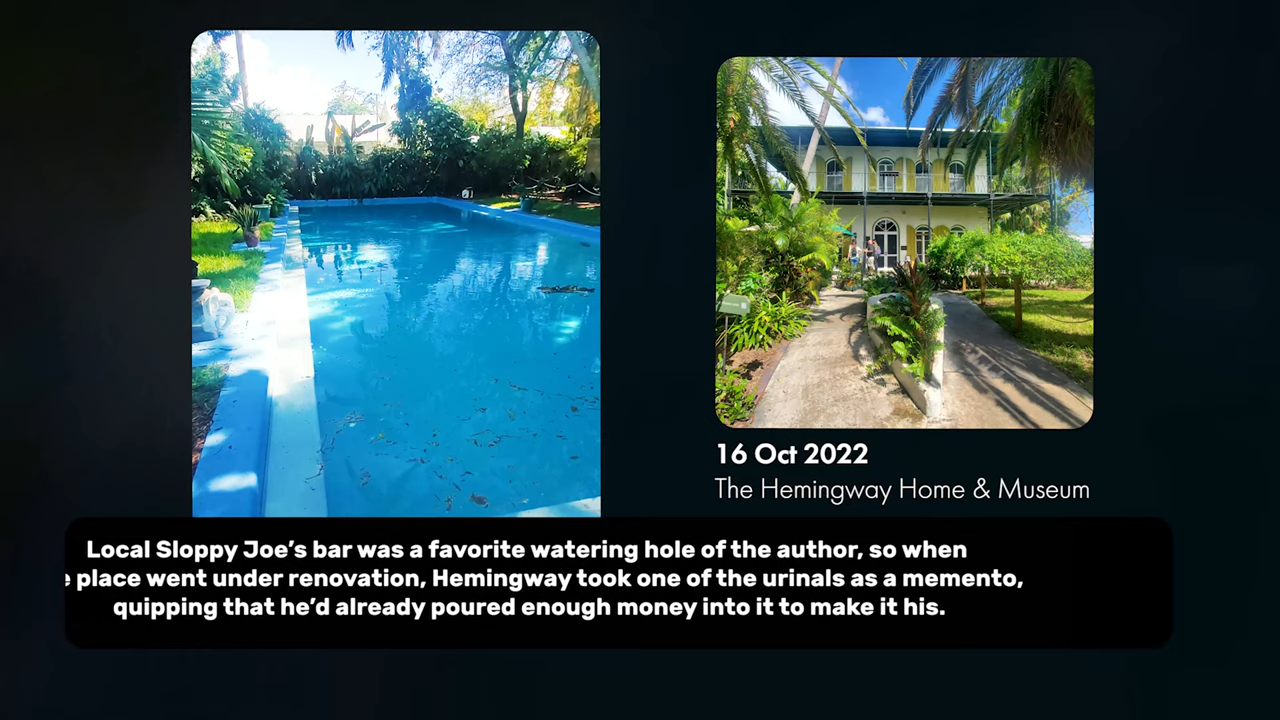 16 Oct 2022
The Hemingway Home & Museum
Local Sloppy Joe's bar was a favorite watering hole of the author, so when
e place went under renovation, Hemingway took one of the urinals as a memento,
quipping that he'd already poured enough money into it to make it his.